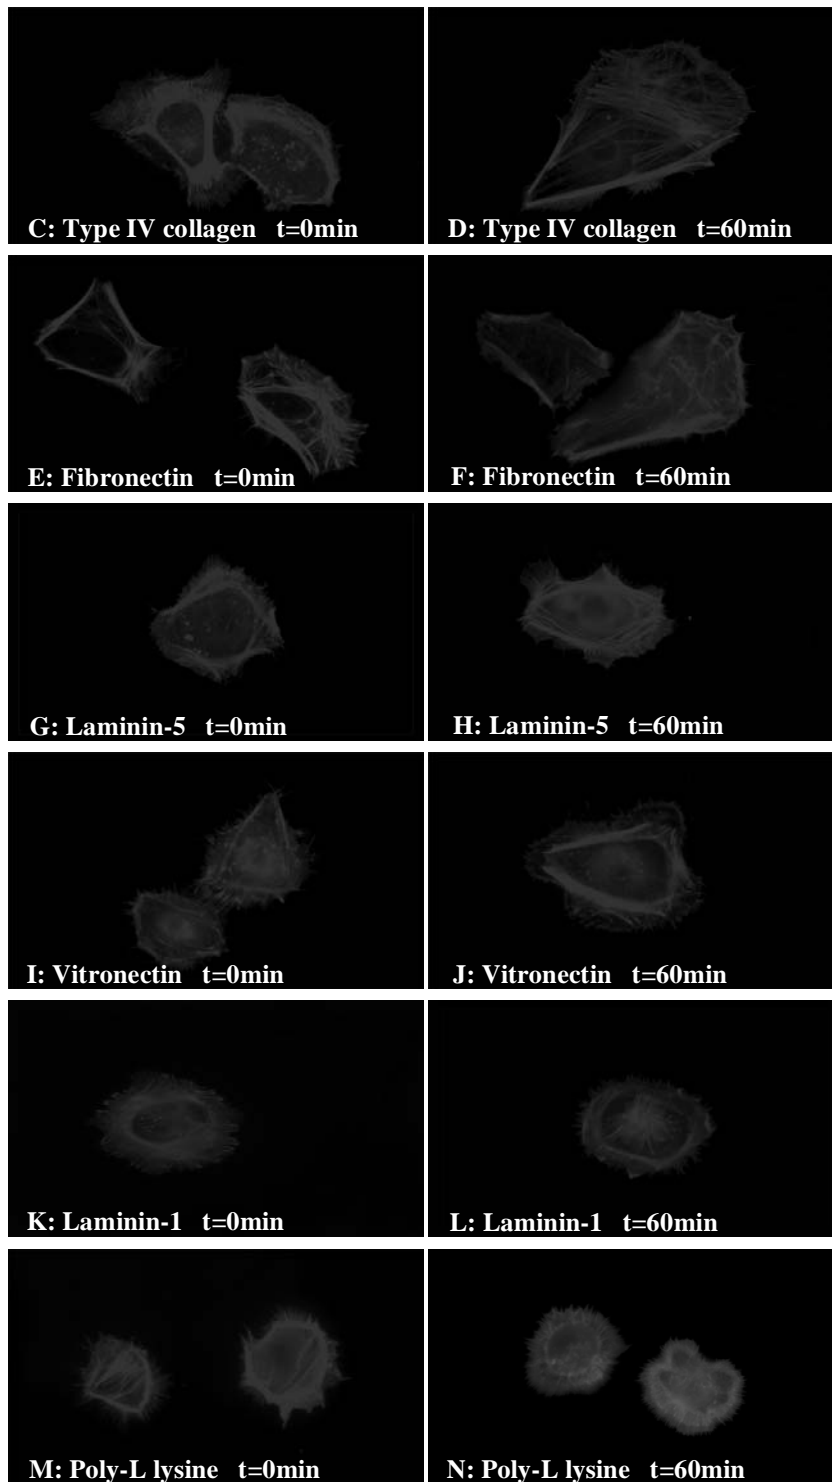 C: Type IV collagen t=0min
D: Type IV collagen t=60min
E: Fibronectin t=0min
F: Fibronectin t=60min
G: Laminin-5 t=0min
H: Laminin-5 t=60min
I: Vitronectin t=0min
J: Vitronectin t=60min
K: Laminin-1 t=0min
L: Laminin-1 t=60min
M: Poly-L lysine t=0min
N: Poly-L lysine t=60min